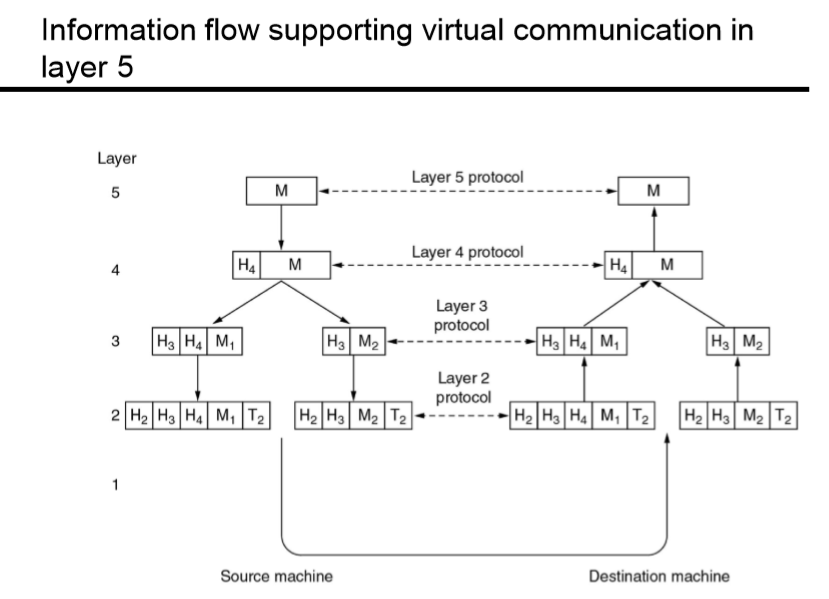 Information flow supporting virtual communication in
layer 5
Layer
5
M
Layer 5 protocol
M
4
H4 M
Layer 4 protocol
H4 M
3
H3 H4 M1
H3 M2
Layer 3
protocol
H3 H4 M1
H3 M2
2
H2 H3 H4 M1 T2
H2 H3 M2 T2
Layer 2
protocol
H2 H3 H4 M1 T2
H2 H3 M2 T2
1
Source machine
Destination machine